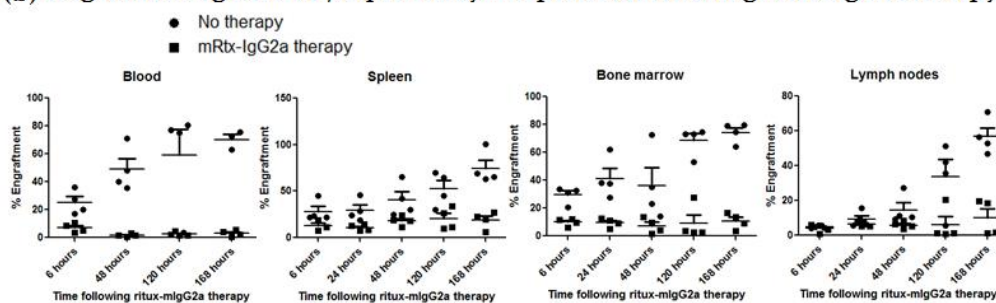 No therapy
mRtx-IgG2a therapy
Blood
% Engraftment
100
80
60
40
20
0
6 hours
48 hours
120 hours
168 hours
Time following ritux-mIgG2a therapy
Spleen
% Engraftment
150
100
50
0
6 hours
24 hours
48 hours
120 hours
168 hours
Time following ritux-mIgG2a therapy
Bone marrow
% Engraftment
100
80
60
40
20
0
6 hours
24 hours
48 hours
120 hours
168 hours
Time following ritux-mIgG2a therapy
Lymph nodes
% Engraftment
80
60
40
20
0
6 hours
24 hours
48 hours
120 hours
168 hours
Time following ritux-mIgG2a therapy